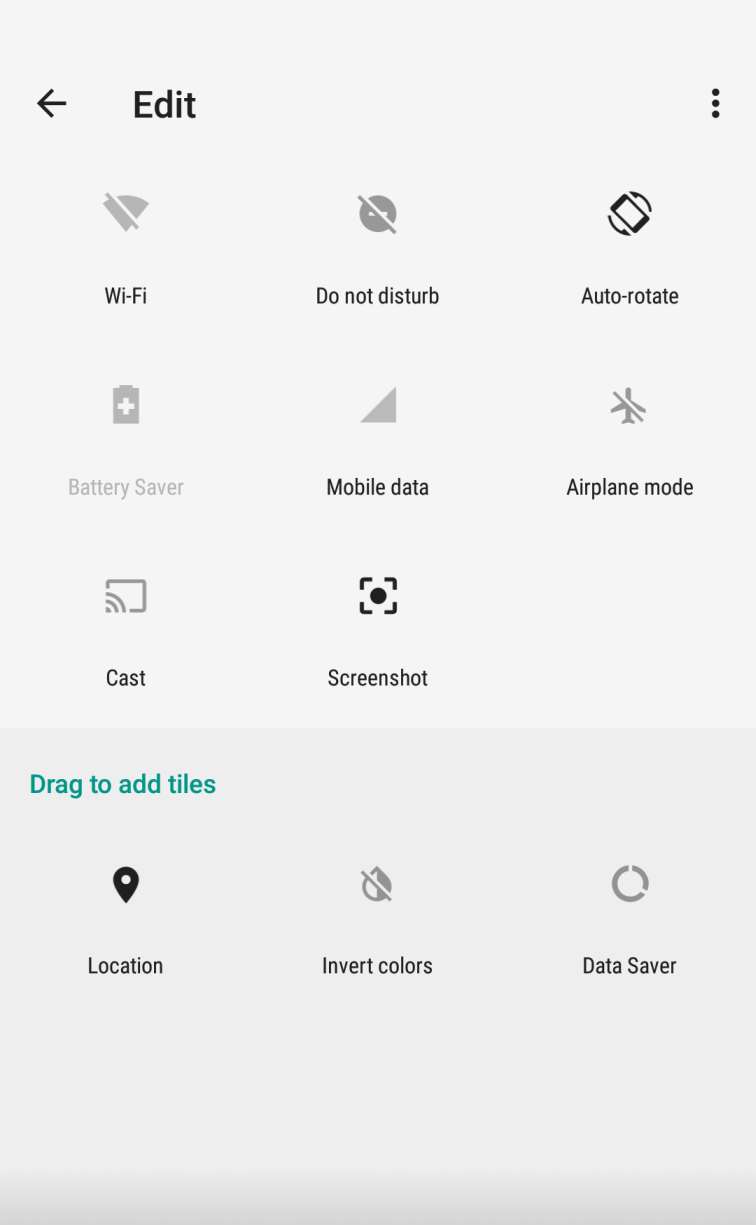 Edit
Wi-Fi
Do not disturb
Auto-rotate
Battery Saver
Mobile data
Airplane mode
Cast
Screenshot
Drag to add tiles
Location
Invert colors
Data Saver